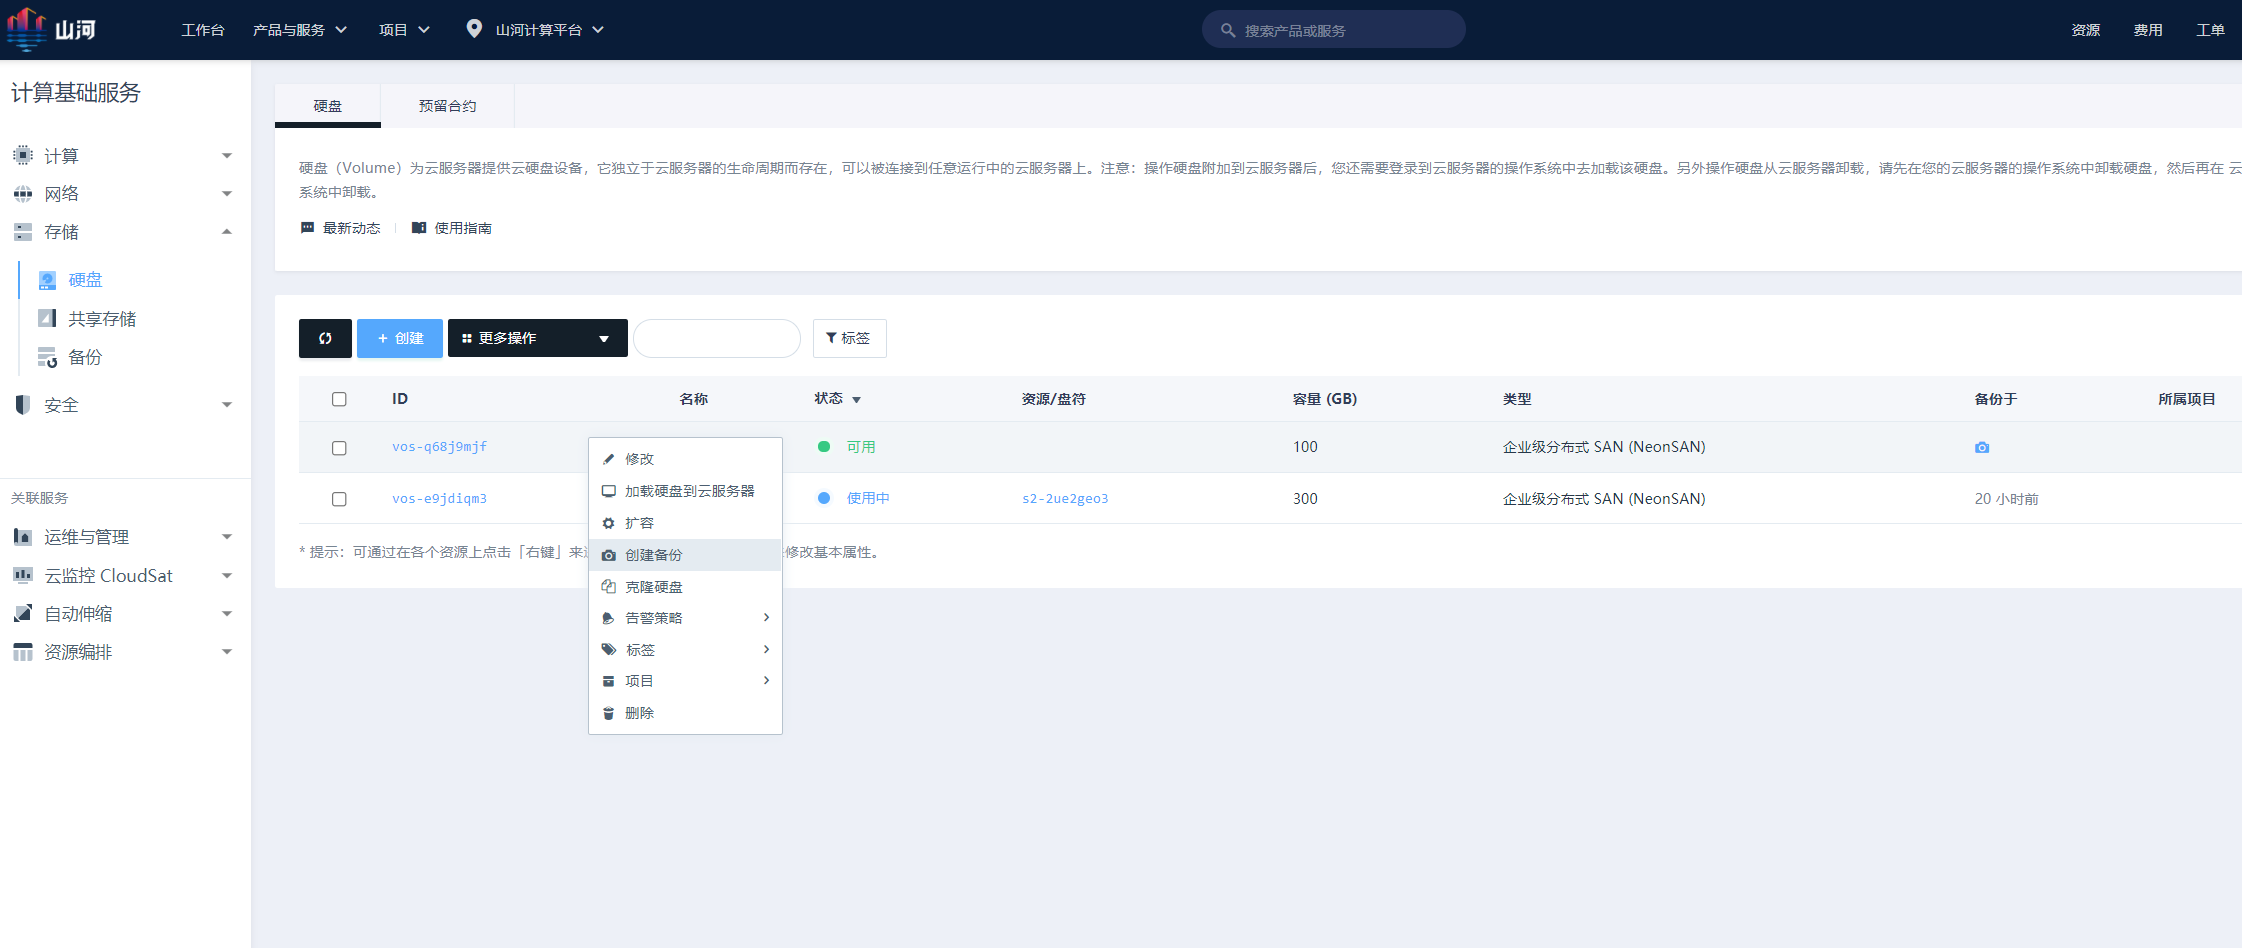 山河
工作台 产品与服务 项目 山河计算平台 搜索产品或服务 资源 费用 工单
计算基础服务
计算
网络
存储
硬盘
共享存储
备份
安全
关联服务
运维与管理
云监控 CloudSat
自动伸缩
资源编排
硬盘 预留合约
硬盘（Volume）为云服务器提供云硬盘设备，它独立于云服务器的生命周期而存在，可以被连接到任意运行中的云服务器上。注意：操作硬盘附加到云服务器后，您还需要登录到云服务器的操作系统中去加载该硬盘。另外操作硬盘从云服务器卸载，请先在您的云服务器的操作系统中卸载硬盘，然后再在 云
系统中卸载。
最新动态 使用指南
+ 创建 更多操作 标签
ID 名称 状态 资源/盘符 容量 (GB) 类型 备份于 所属项目
vos-q68j9mjf 可用 100 企业级分布式 SAN (NeonSAN)
vos-e9jdiqm3 使用中 s2-2ue2geo3 300 企业级分布式 SAN (NeonSAN) 20 小时前
* 提示：可通过在各个资源上点击「右键」来 修改基本属性。
修改
加载硬盘到云服务器
扩容
创建备份
克隆硬盘
告警策略
标签
项目
删除